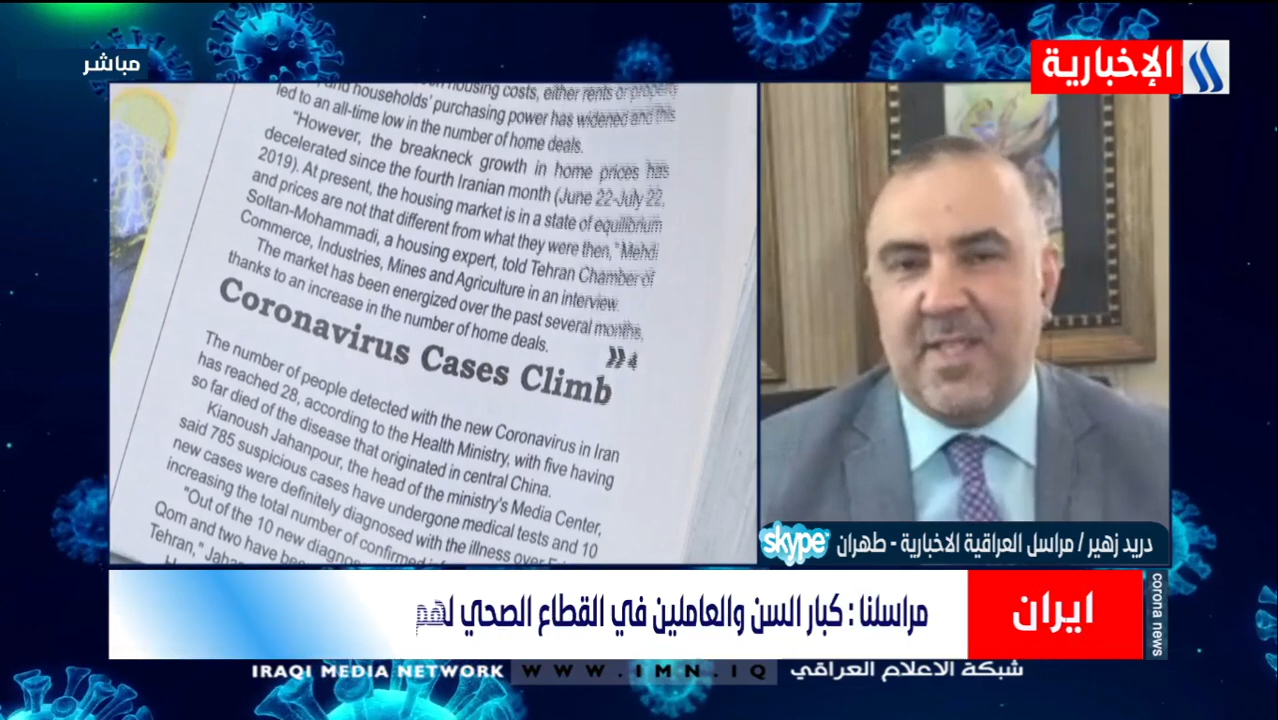 مباشر
الإخبارية
housing costs, either rents or property
and households' purchasing power has widened and this
led to an all-time low in the number of home deals.
"However, the breakneck growth in home prices has
decelerated since the fourth Iranian month (June 22-July 22,
2019). At present, the housing market is in a state of equilibrium
and prices are not that different from what they were then," Mehdi
Soltan-Mohammadi, a housing expert, told Tehran Chamber of
Commerce, Industries, Mines and Agriculture in an interview.
The market has been energized over the past several months,
thanks to an increase in the number of home deals.
»4
Coronavirus Cases Climb
The number of people detected with the new Coronavirus in Iran
has reached 28, according to the Health Ministry, with five having
so far died of the disease that originated in central China.
Kianoush Jahanpour, the head of the ministry's Media Center,
said 785 suspicious cases have undergone medical tests and 10
new cases were definitely diagnosed with the illness over
increasing the total number of confirmed
"Out of the 10 new
Qom and two have
Tehran,"
skype
دريد زهير / مراسل العراقية الاخبارية - طهران
ايران
مراسلنا : كبار السن والعاملين في القطاع الصحي لهم
corona news
IRAQI MEDIA NETWORK WWW.IMN.IQ شبكة الاعلام العراقي